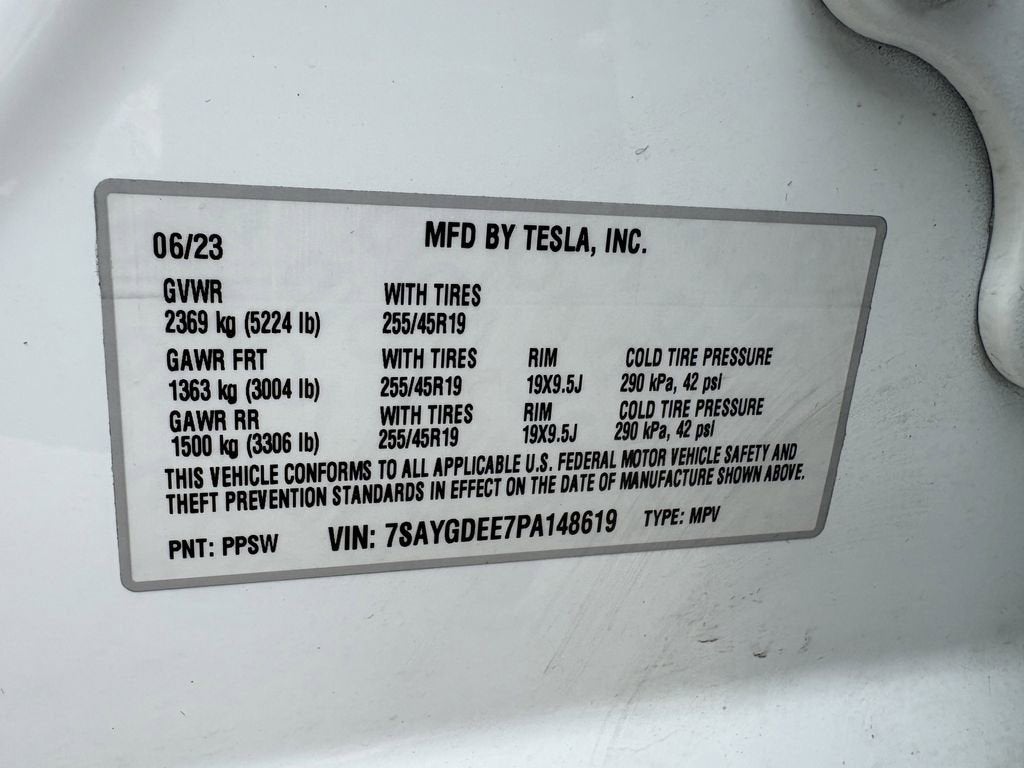 06/23 MFD BY TESLA, INC.
GVWR WITH TIRES
2369 kg (5224 lb) 255/45R19
GAWR FRT WITH TIRES RIM COLD TIRE PRESSURE
1363 kg (3004 lb) 255/45R19 19X9.5J 290 kPa, 42 psi
GAWR RR WITH TIRES RIM COLD TIRE PRESSURE
1500 kg (3306 lb) 255/45R19 19X9.5J 290 kPa, 42 psi
THIS VEHICLE CONFORMS TO ALL APPLICABLE U.S. FEDERAL MOTOR VEHICLE SAFETY AND
THEFT PREVENTION STANDARDS IN EFFECT ON THE DATE OF MANUFACTURE SHOWN ABOVE.
PNT: PPSW VIN: 7SAYGDEE7PA148619 TYPE: MPV